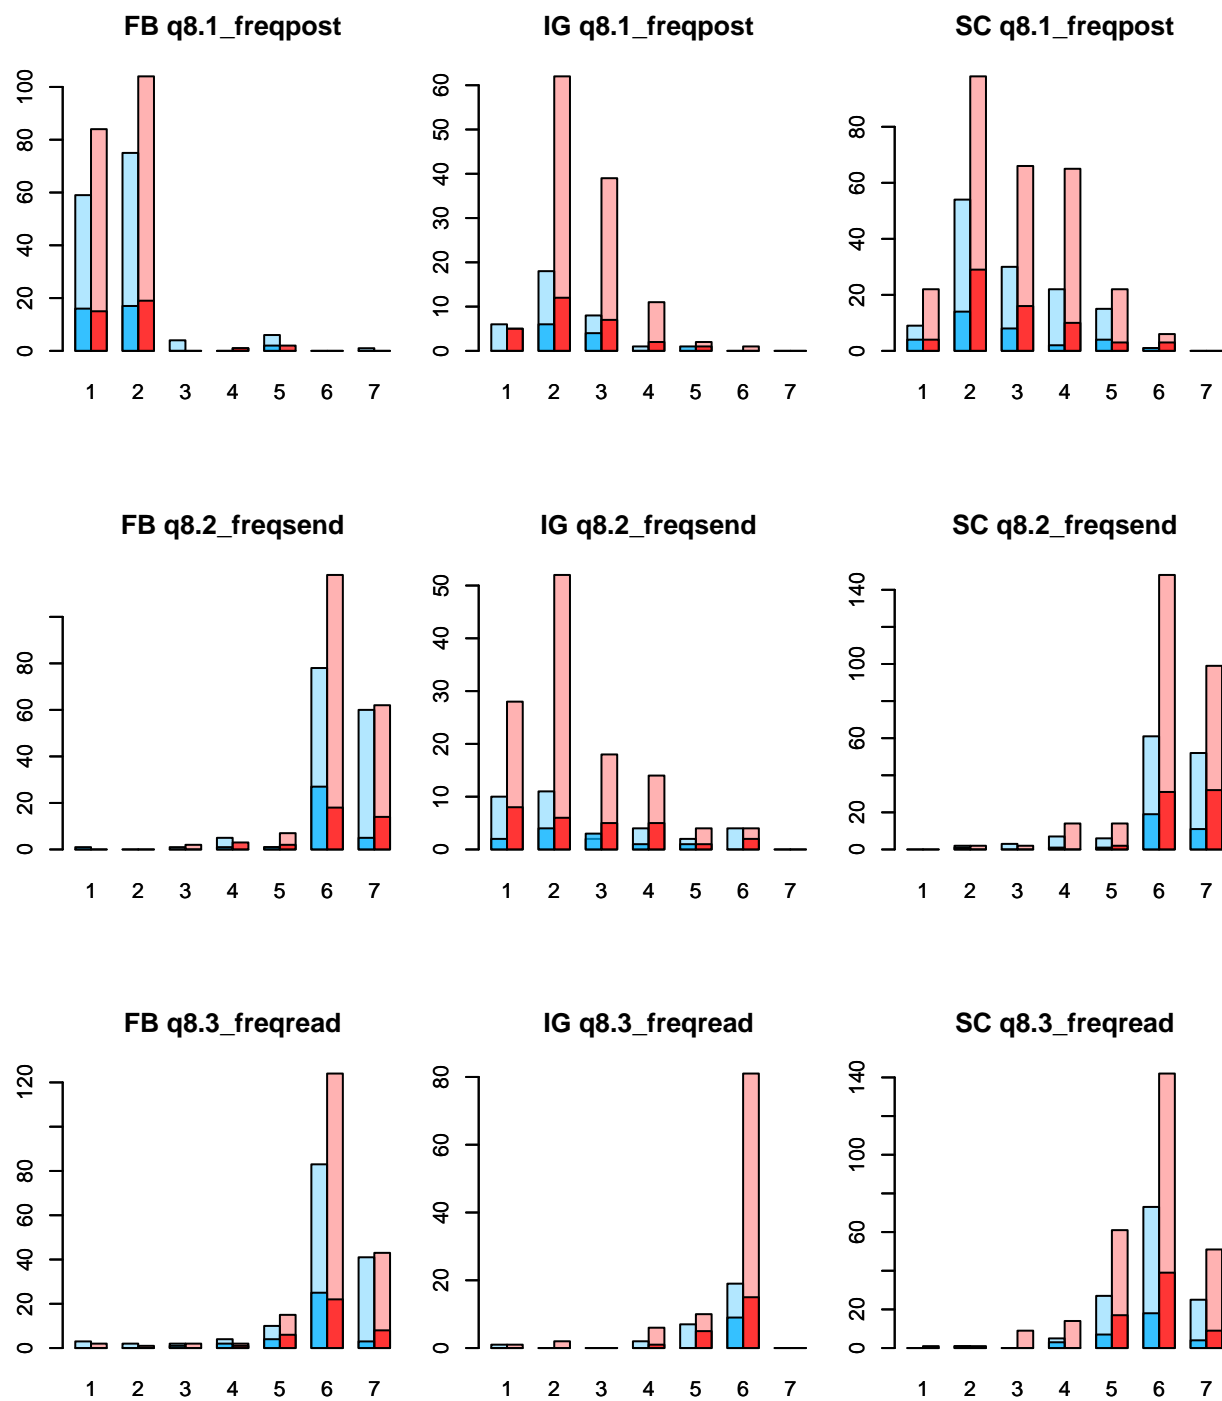 FB q8.1_freqpost
100
80
60
40
20
0
1 2 3 4 5 6 7
IG q8.1_freqpost
60
50
40
30
20
10
0
1 2 3 4 5 6 7
SC q8.1_freqpost
80
60
40
20
0
1 2 3 4 5 6 7
FB q8.2_freqsend
80
60
40
20
0
1 2 3 4 5 6 7
IG q8.2_freqsend
50
40
30
20
10
0
1 2 3 4 5 6 7
SC q8.2_freqsend
140
100
60
20
0
1 2 3 4 5 6 7
FB q8.3_freqread
120
80
60
40
20
0
1 2 3 4 5 6 7
IG q8.3_freqread
80
60
40
20
0
1 2 3 4 5 6 7
SC q8.3_freqread
140
100
60
20
0
1 2 3 4 5 6 7